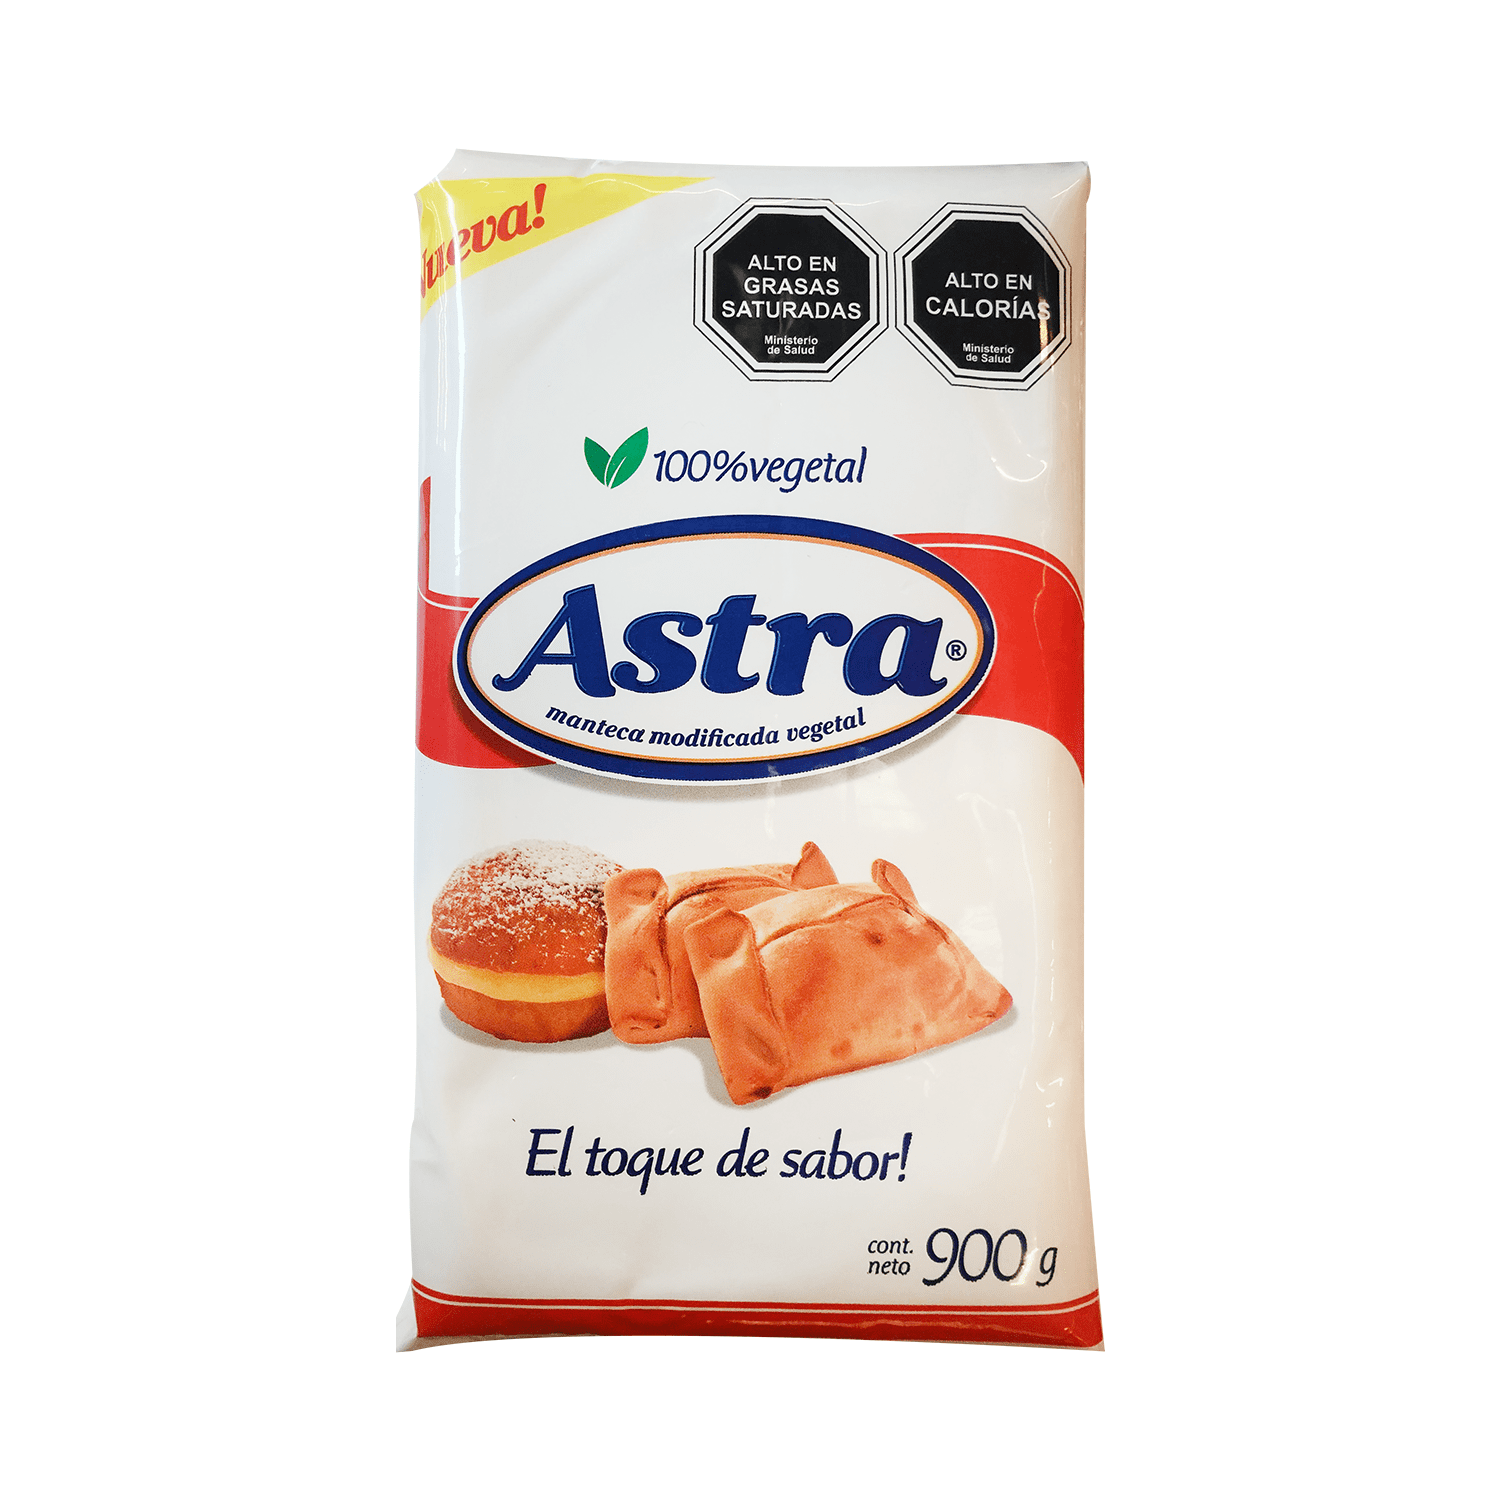 Nueva!
ALTO EN
GRASAS
SATURADAS
Ministerio
de Salud
ALTO EN
CALORÍAS
Ministerio
de Salud
100%vegetal
Astra®
manteca modificada vegetal
El toque de sabor!
cont.
neto 900 g